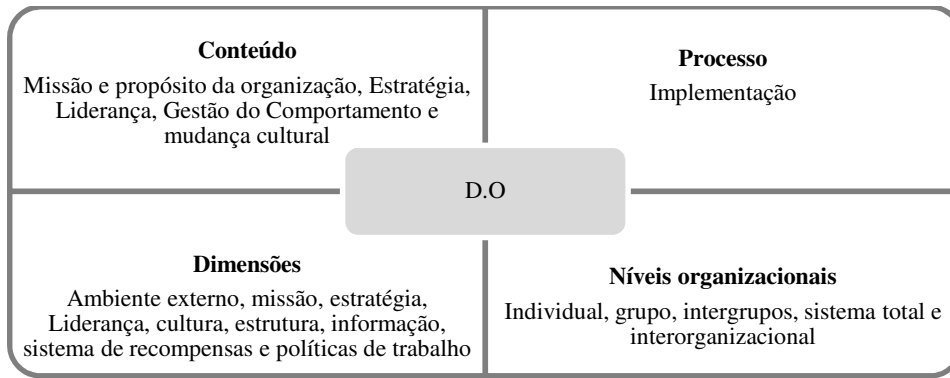 Conteúdo
Missão e propósito da organização, Estratégia,
Liderança, Gestão do Comportamento e
mudança cultural
Processo
Implementação
D.O
Dimensões
Ambiente externo, missão, estratégia,
Liderança, cultura, estrutura, informação,
sistema de recompensas e políticas de trabalho
Níveis organizacionais
Individual, grupo, intergrupos, sistema total e
interorganizacional